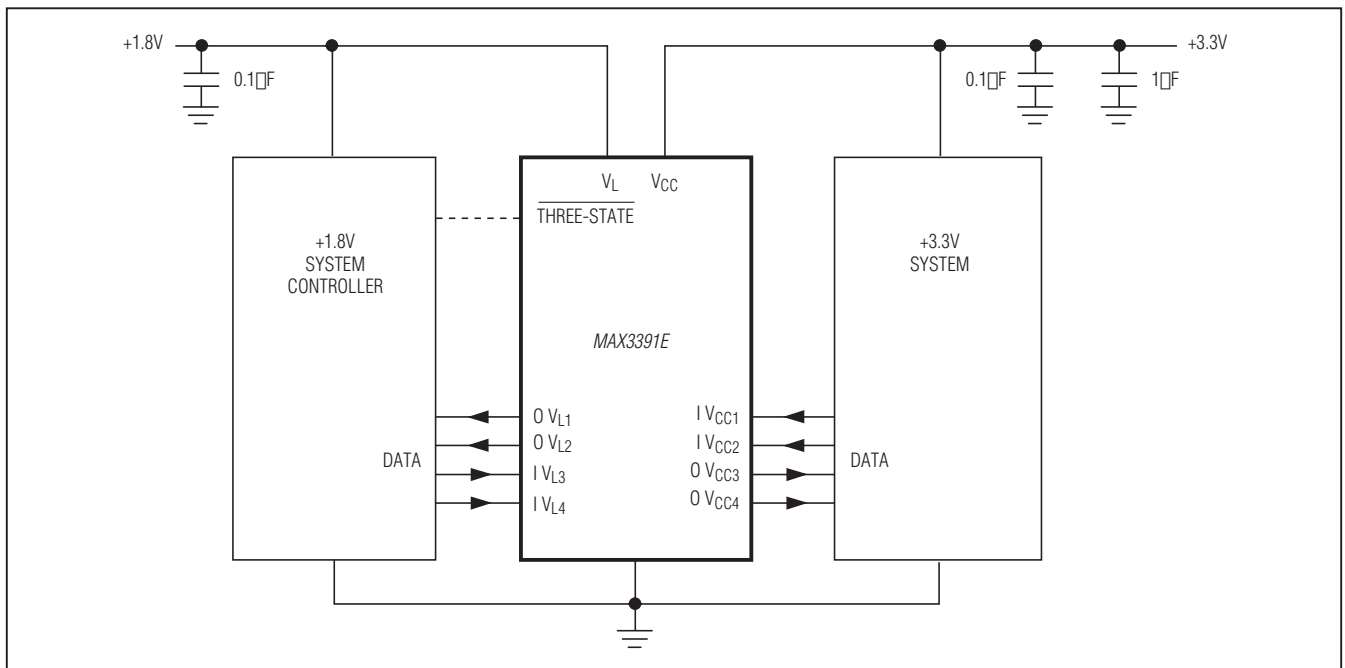 +1.8V
+3.3V
0.1▯F
0.1▯F
1▯F
VL
VCC
THREE-STATE
+1.8V
SYSTEM
CONTROLLER
+3.3V
SYSTEM
MAX3391E
O VL1
O VL2
I VL3
I VL4
DATA
I VCC1
I VCC2
O VCC3
O VCC4
DATA